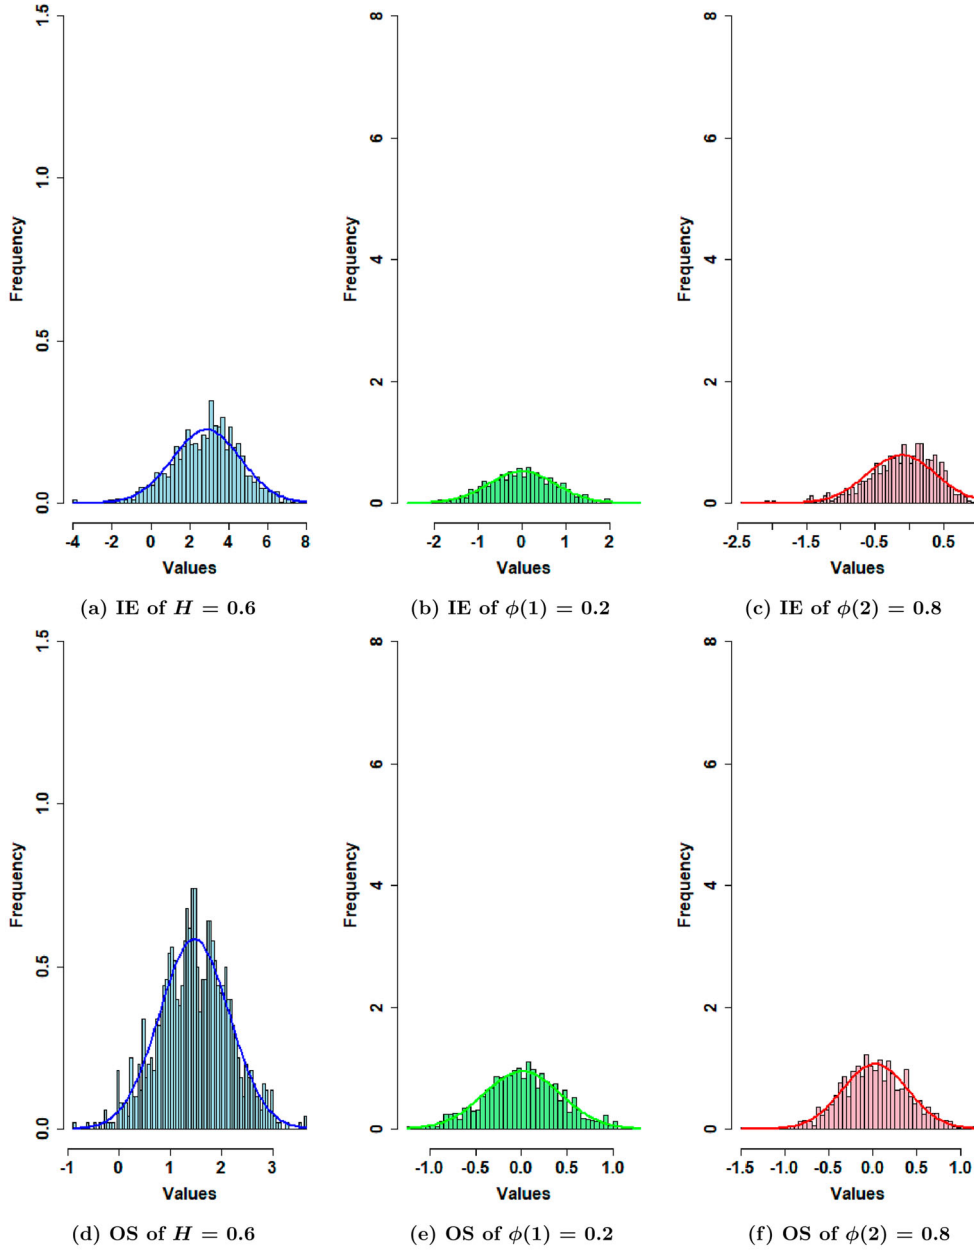 1.5
1.0
0.5
0.0
Frequency
-4 -2 0 2 4 6 8
Values
(a) IE of H = 0.6
8
6
4
2
0
Frequency
-2 -1 0 1 2
Values
(b) IE of ϕ(1) = 0.2
8
6
4
2
0
Frequency
-2.5 -1.5 -0.5 0.5
Values
(c) IE of ϕ(2) = 0.8
1.5
1.0
0.5
0.0
Frequency
-1 0 1 2 3
Values
(d) OS of H = 0.6
8
6
4
2
0
Frequency
-1.0 -0.5 0.0 0.5 1.0
Values
(e) OS of ϕ(1) = 0.2
8
6
4
2
0
Frequency
-1.5 -1.0 -0.5 0.0 0.5 1.0
Values
(f) OS of ϕ(2) = 0.8